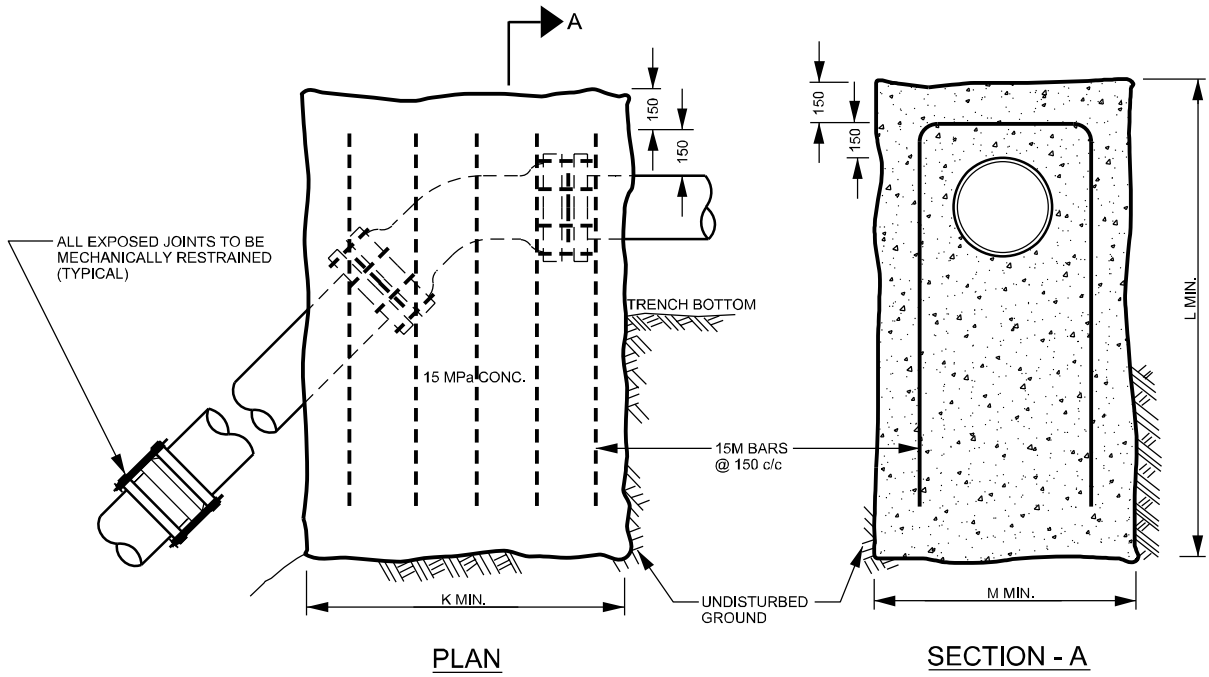 A
150
150
150
150
ALL EXPOSED JOINTS TO BE
MECHANICALLY RESTRAINED
(TYPICAL)
TRENCH BOTTOM
L MIN.
15 MPa CONC.
15M BARS
@ 150 c/c
K MIN.
UNDISTURBED
GROUND
M MIN.
PLAN
SECTION - A